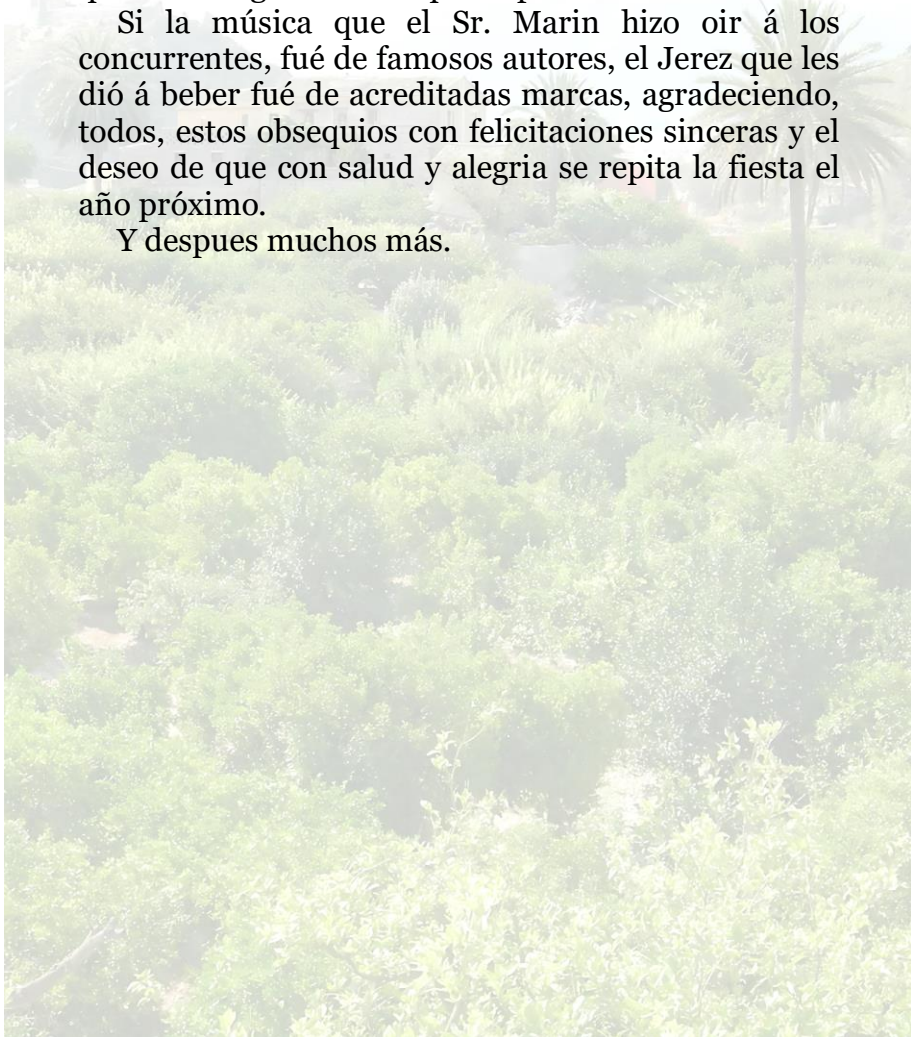 Si la música que el Sr. Marin hizo oir á los
concurrentes, fué de famosos autores, el Jerez que les
dió á beber fué de acreditadas marcas, agradeciendo,
todos, estos obsequios con felicitaciones sinceras y el
deseo de que con salud y alegria se repita la fiesta el
año próximo.
Y despues muchos más.